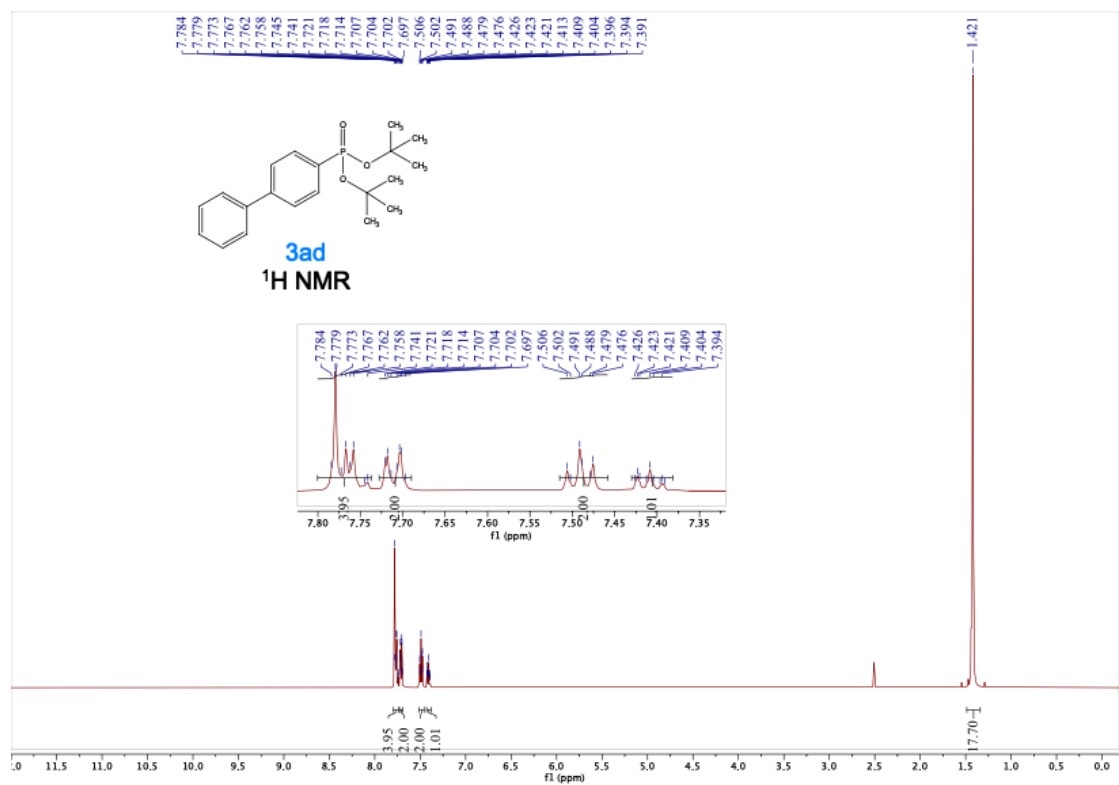 7.784 7.779 7.773 7.767 7.762 7.758 7.745 7.741 7.721 7.718 7.714 7.707 7.704 7.702 7.697 7.506 7.502 7.491 7.488 7.479 7.476 7.426 7.423 7.421 7.413 7.409 7.404 7.396 7.394 7.391
1.421
O
P
O
O
CH₃
CH₃
CH₃
CH₃
CH₃
CH₃
3ad
¹H NMR
7.784 7.779 7.773 7.767 7.762 7.758 7.741 7.721 7.718 7.714 7.707 7.704 7.702 7.697 7.506 7.502 7.491 7.488 7.479 7.476 7.426 7.423 7.421 7.409 7.404 7.394
3.95 2.00 2.00 1.01
7.80 7.75 7.70 7.65 7.60 7.55 7.50 7.45 7.40 7.35
f1 (ppm)
3.95 2.00 2.00 1.01 17.70
2.0 11.5 11.0 10.5 10.0 9.5 9.0 8.5 8.0 7.5 7.0 6.5 6.0 5.5 5.0 4.5 4.0 3.5 3.0 2.5 2.0 1.5 1.0 0.5 0.0
f1 (ppm)